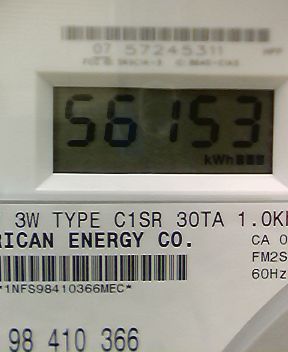 07 57245311
56153
kWh
3W TYPE C1SR 30TA 1.0K
RICAN ENERGY CO.
CA 0
FM2S
60Hz
*1NFS98410366MEC*
98 410 366